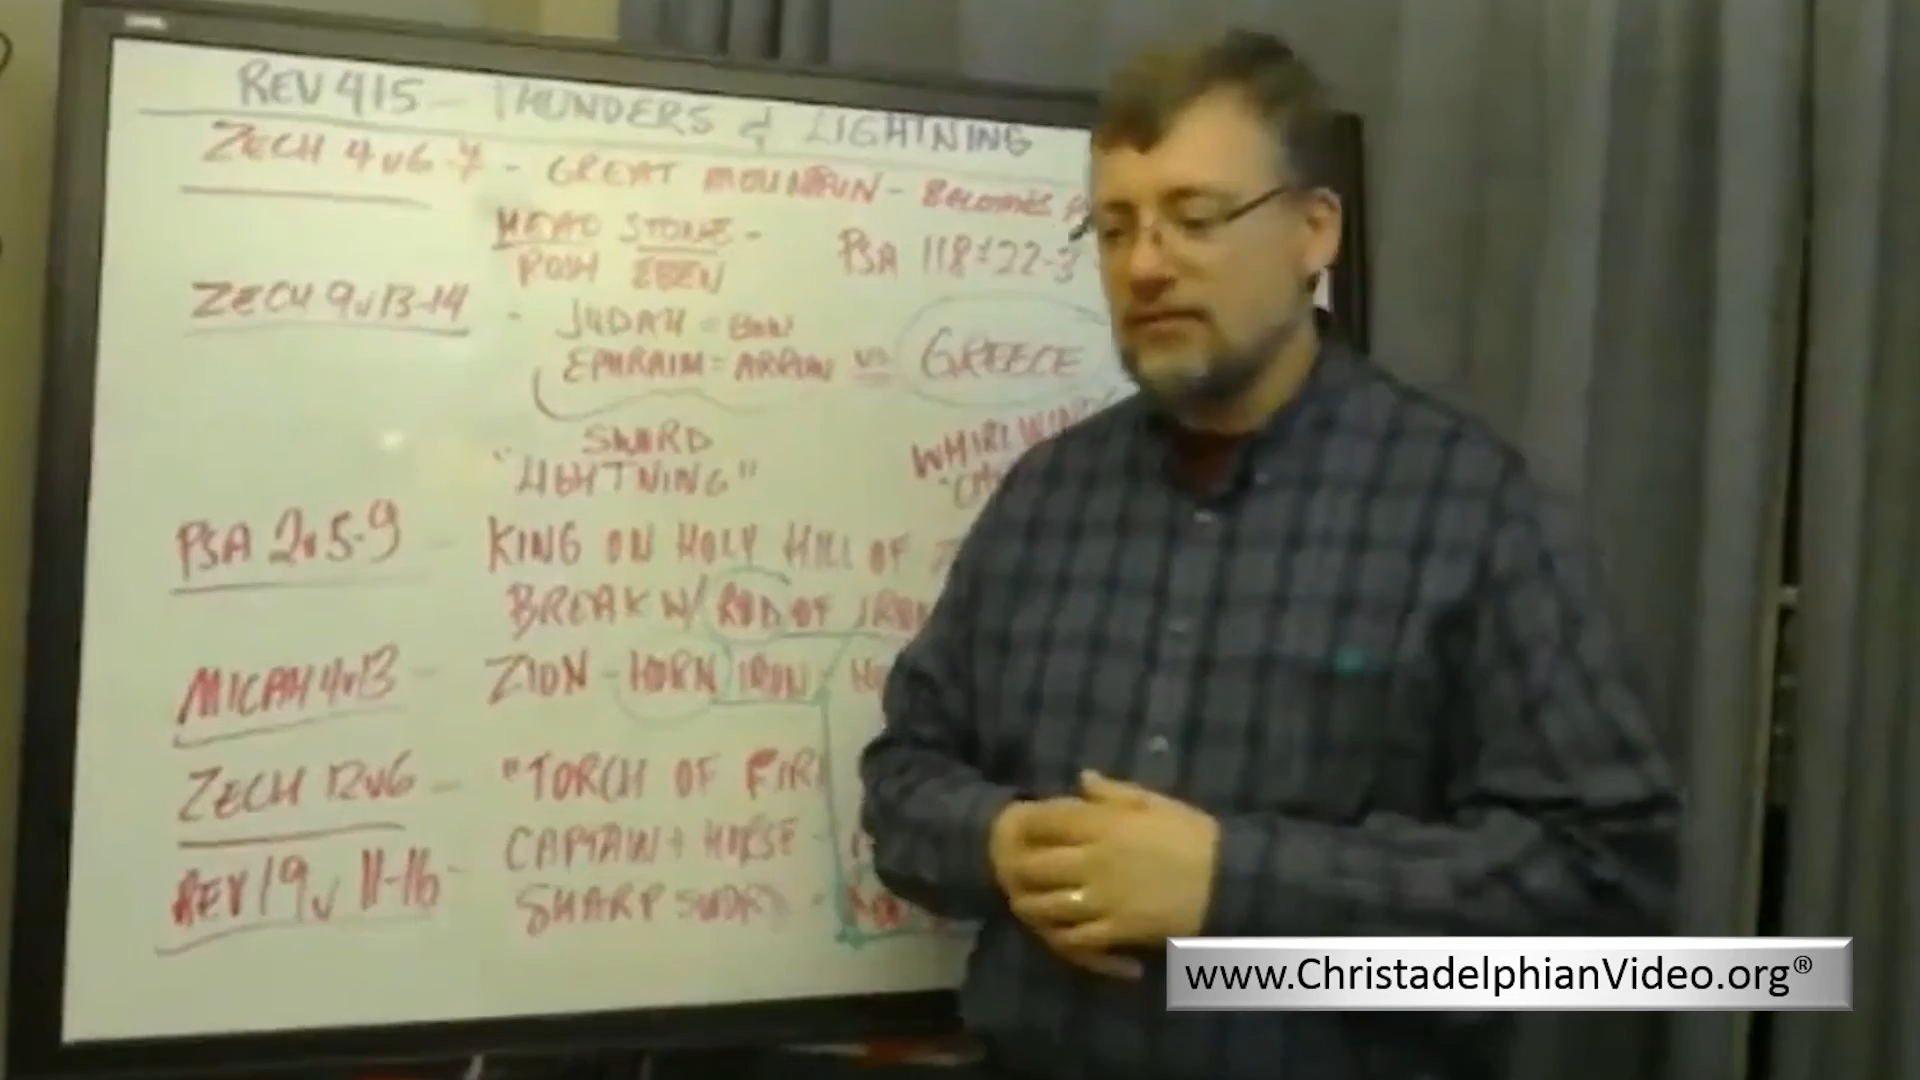 REV 4:5 - THUNDERS & LIGHTNING
ZECH 4 v6-7 - GREAT MOUNTAIN - BECOMES
HEAD STONE - PSA 118:22-3
ROSH EBEN
ZECH 9v13-14 - JUDAH = BOW
EPHRAIM = ARROW vs GREECE
SWORD
"LIGHTNING"
WHIRLWIND
PSA 2v5-9 - KING ON HOLY HILL OF
BREAK W/ ROD OF IRON
MICAH 4v13 - ZION - HORN IRON -
ZECH 12v6 - "TORCH OF FIRE
REV 19v 11-16 - CAPTAIN + HORSE -
SHARP SWORD -
www.ChristadelphianVideo.org®